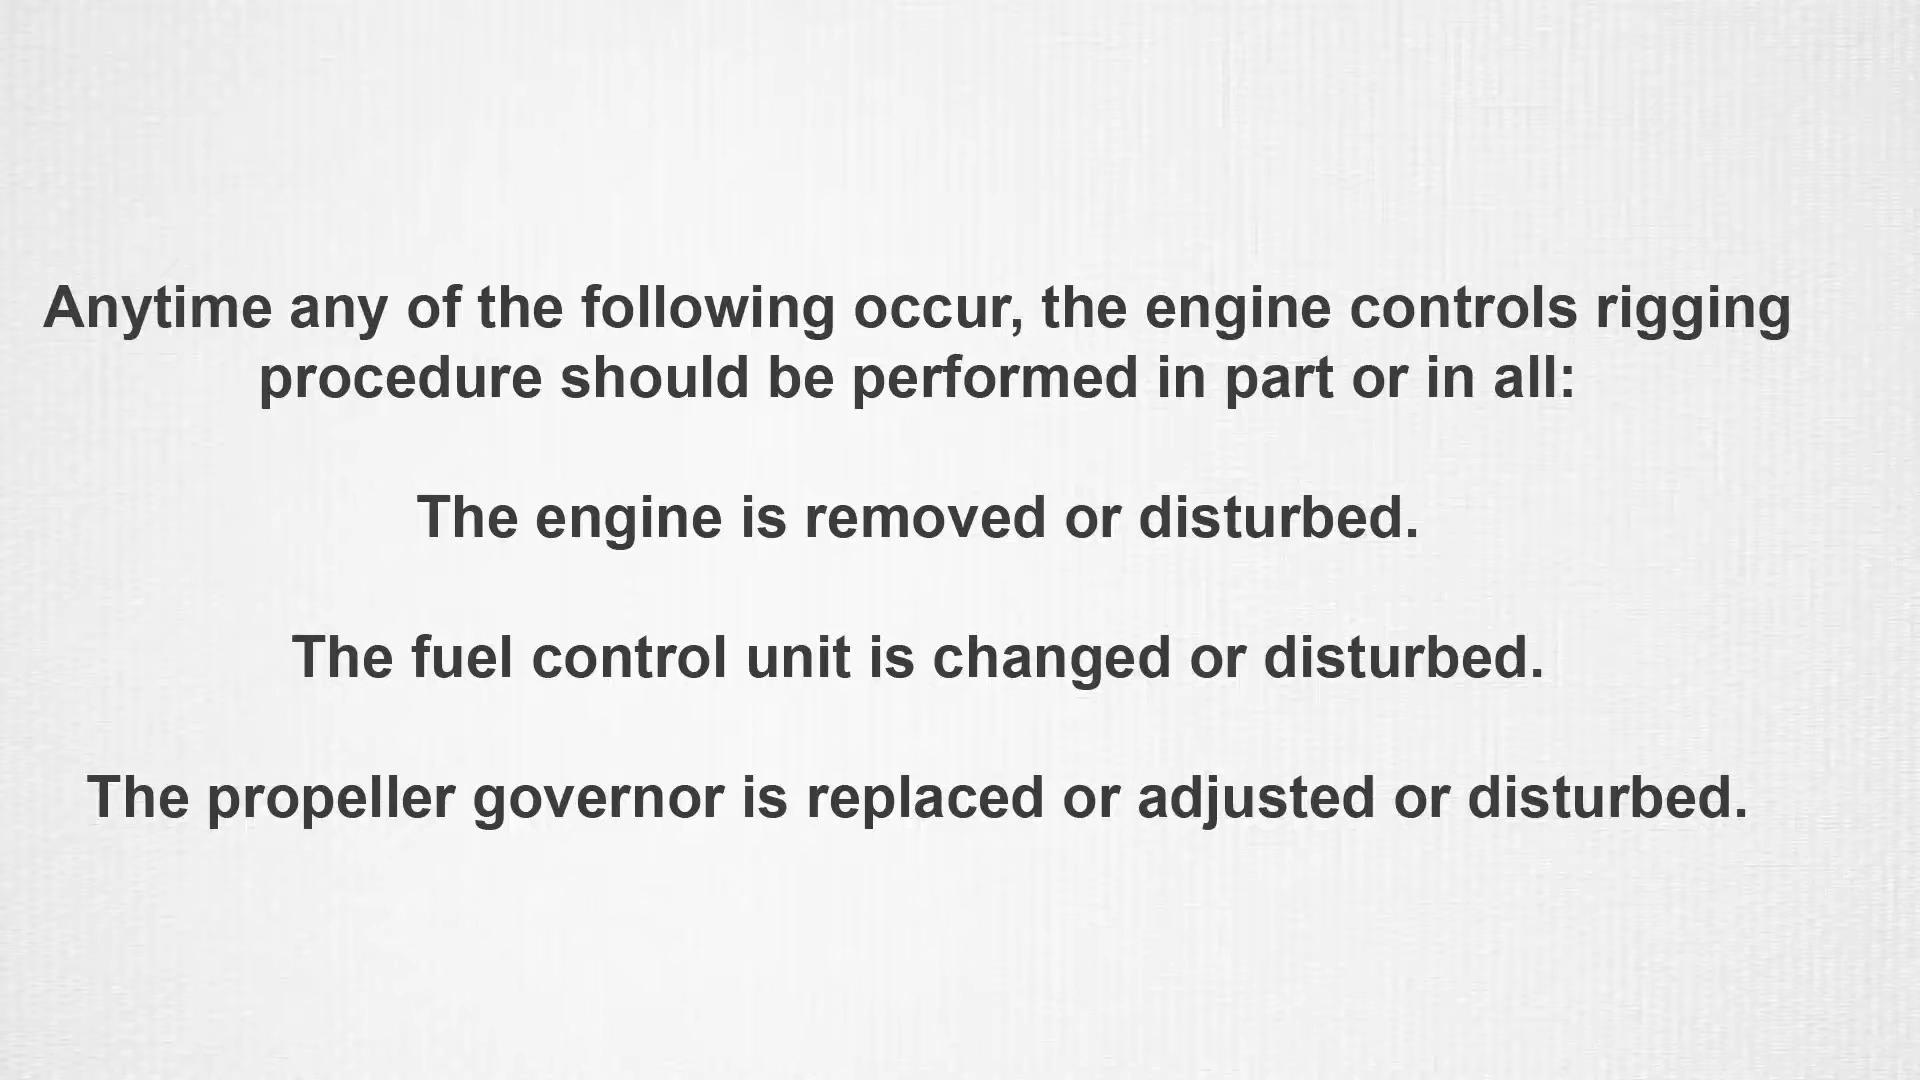 Anytime any of the following occur, the engine controls rigging
procedure should be performed in part or in all:
The engine is removed or disturbed.
The fuel control unit is changed or disturbed.
The propeller governor is replaced or adjusted or disturbed.